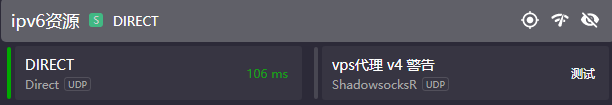 ipv6资源 S DIRECT
DIRECT
Direct UDP
106 ms
vps代理 v4 警告
ShadowsocksR UDP
测试